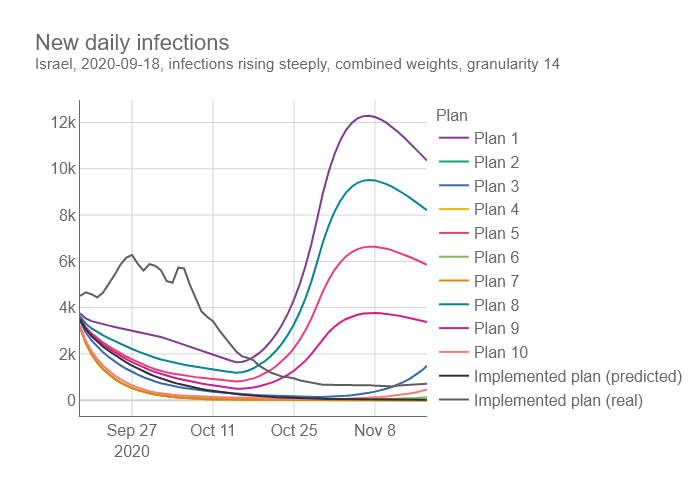 New daily infections
Israel, 2020-09-18, infections rising steeply, combined weights, granularity 14
12k
10k
8k
6k
4k
2k
0
Sep 27
2020
Oct 11
Oct 25
Nov 8
Plan
Plan 1
Plan 2
Plan 3
Plan 4
Plan 5
Plan 6
Plan 7
Plan 8
Plan 9
Plan 10
Implemented plan (predicted)
Implemented plan (real)